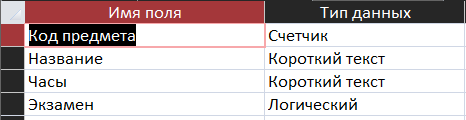 Имя поля Тип данных
Код предмета Счетчик
Название Короткий текст
Часы Короткий текст
Экзамен Логический